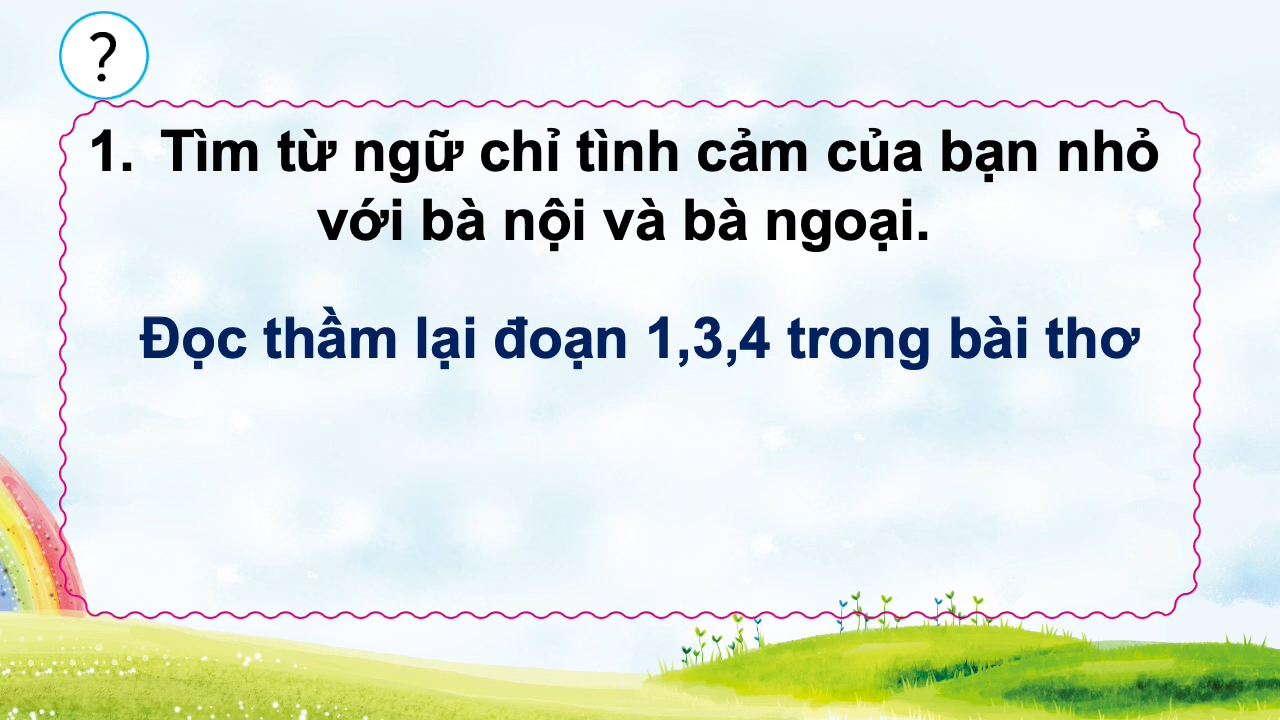 ?
1. Tìm từ ngữ chỉ tình cảm của bạn nhỏ
với bà nội và bà ngoại.
Đọc thầm lại đoạn 1,3,4 trong bài thơ